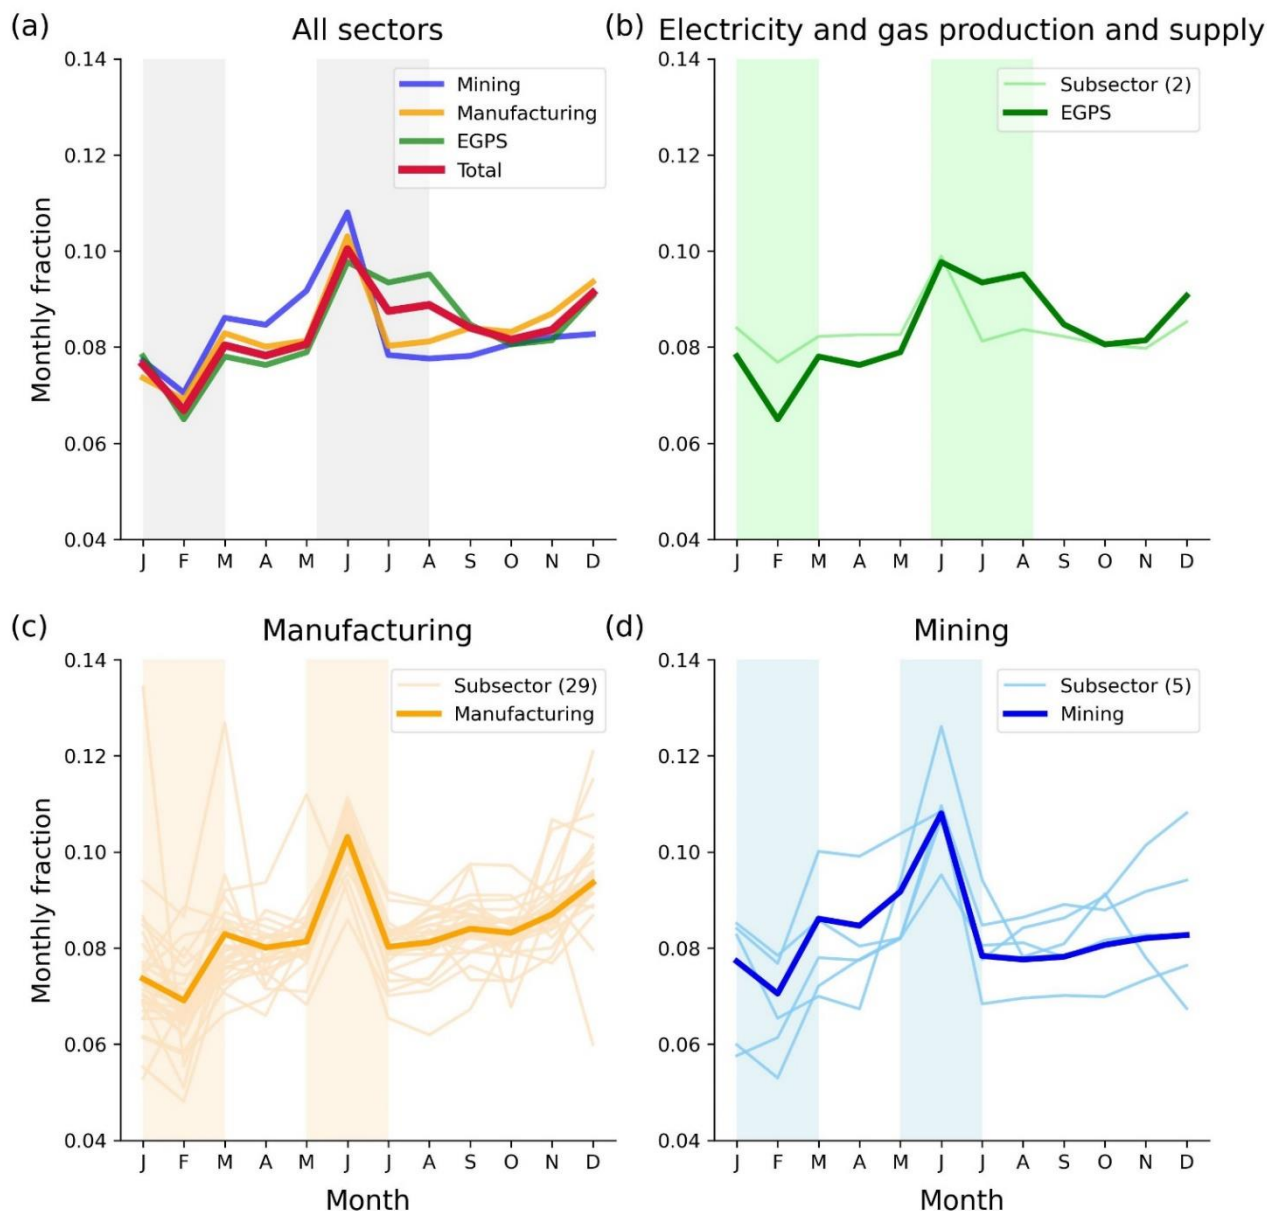 (a)
All sectors
Monthly fraction
0.14
0.12
0.10
0.08
0.06
0.04
Mining
Manufacturing
EGPS
Total
J F M A M J J A S O N D
(b)
Electricity and gas production and supply
0.14
0.12
0.10
0.08
0.06
0.04
Subsector (2)
EGPS
J F M A M J J A S O N D
(c)
Manufacturing
Monthly fraction
0.14
0.12
0.10
0.08
0.06
0.04
Subsector (29)
Manufacturing
J F M A M J J A S O N D
Month
(d)
Mining
0.14
0.12
0.10
0.08
0.06
0.04
Subsector (5)
Mining
J F M A M J J A S O N D
Month